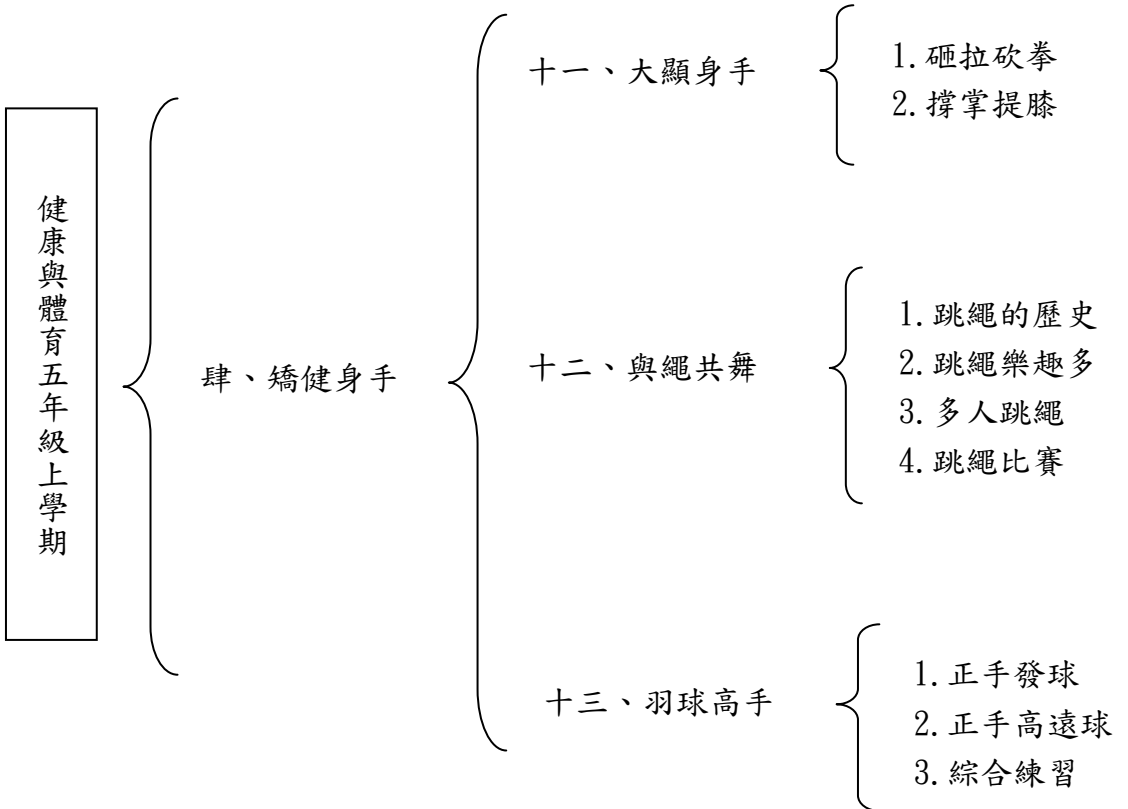 健康與體育五年級上學期
肆、矯健身手
十一、大顯身手
1.砸拉砍拳
2.撐掌提膝
十二、與繩共舞
1.跳繩的歷史
2.跳繩樂趣多
3.多人跳繩
4.跳繩比賽
十三、羽球高手
1.正手發球
2.正手高遠球
3.綜合練習